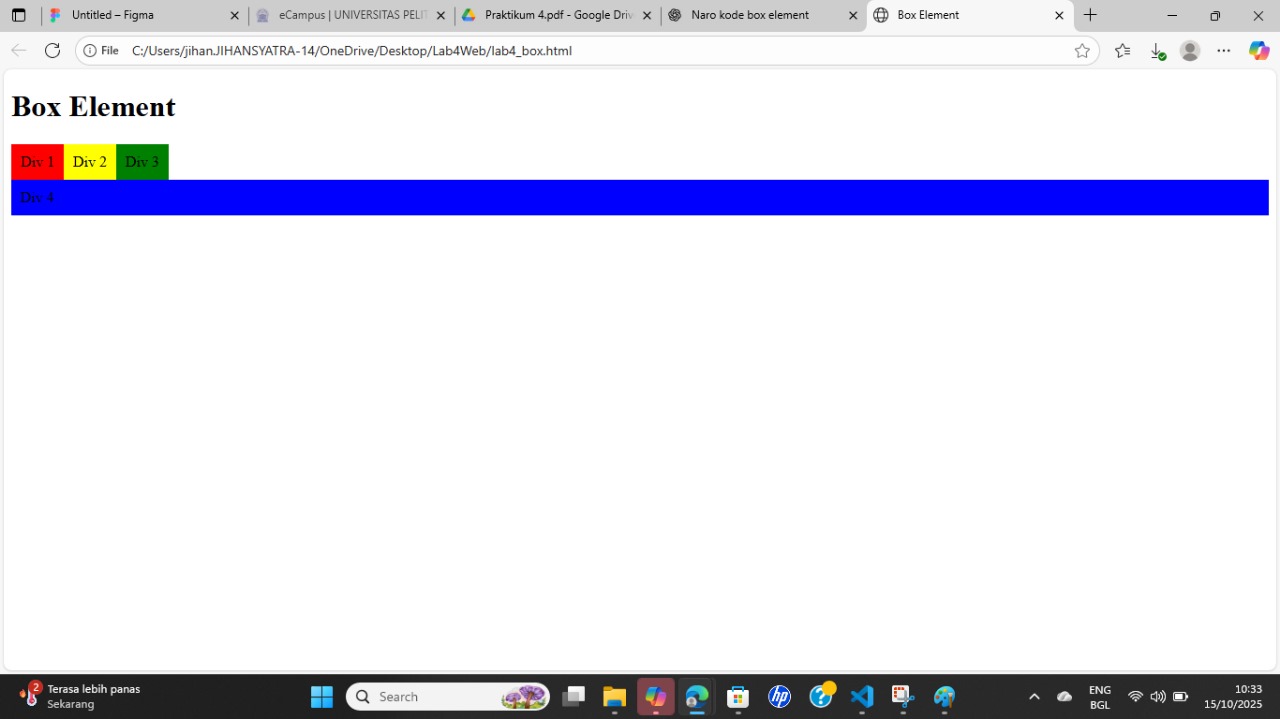 Untitled – Figma
eCampus | UNIVERSITAS PELIT
Praktikum 4.pdf - Google Driv
Naro kode box element
Box Element
File
C:/Users/jihan.JIHANSYATRA-14/OneDrive/Desktop/Lab4Web/lab4_box.html
Box Element
Div 1
Div 2
Div 3
Div 4
2
Terasa lebih panas
Sekarang
Search
hp
?
ENG
BGL
10:33
15/10/2025